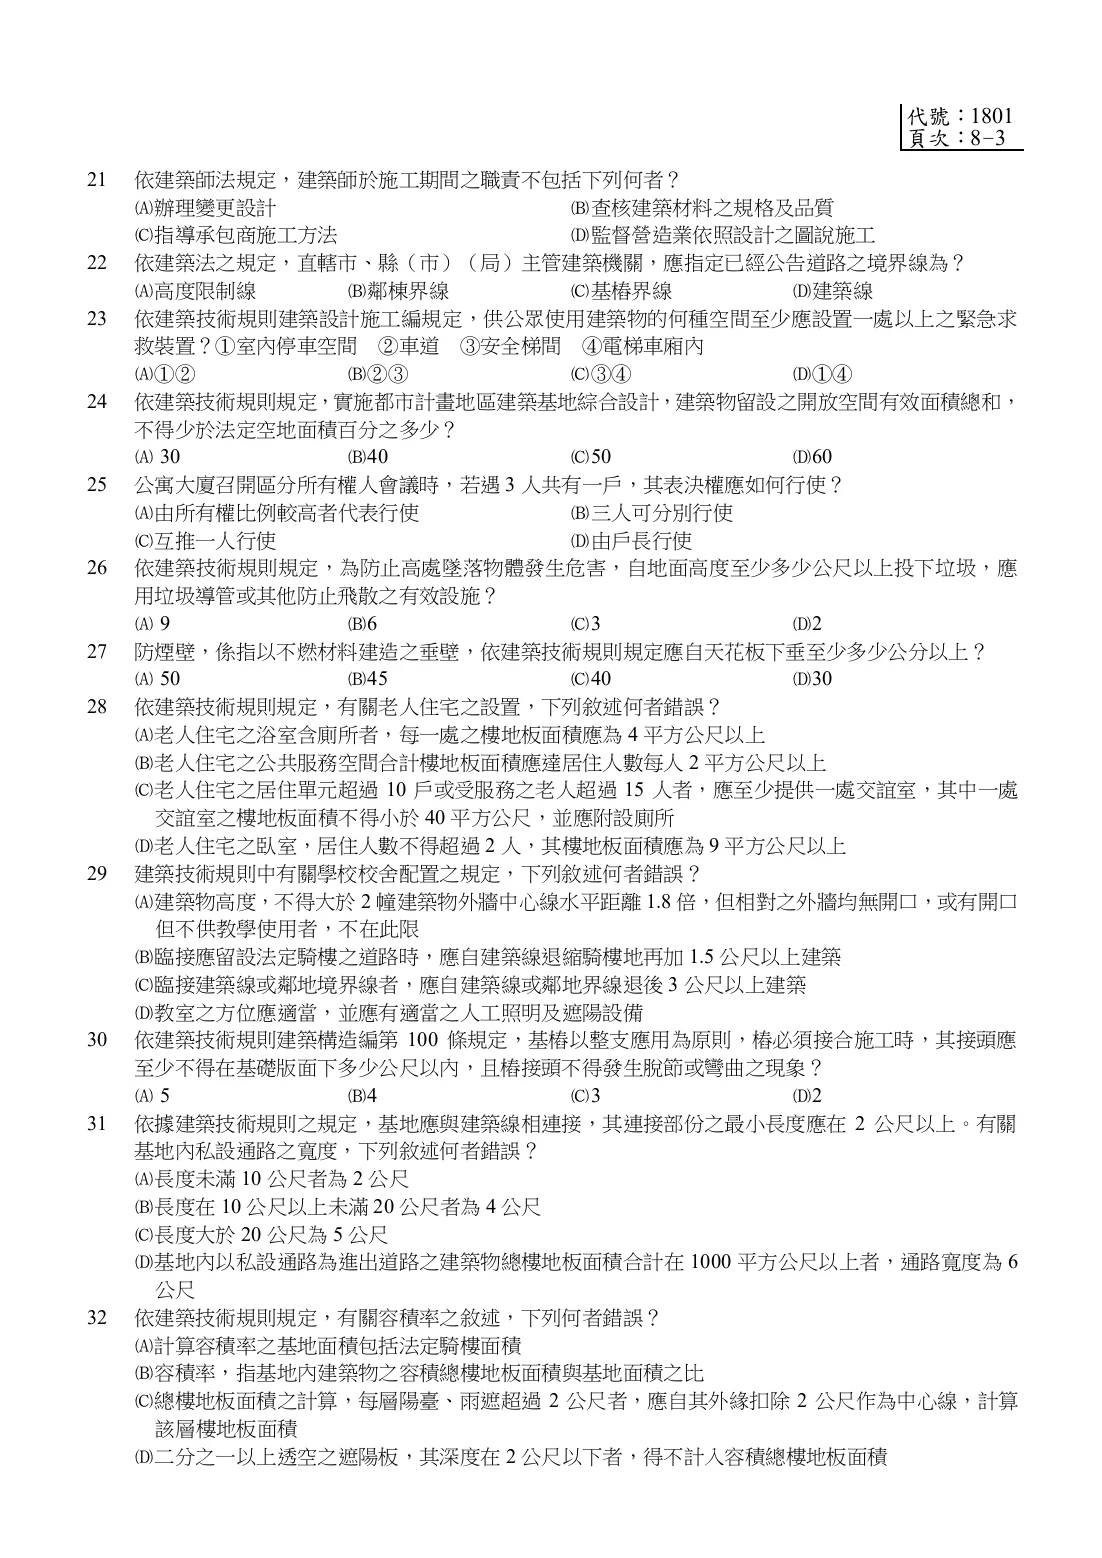 代號：1801
頁次：8－3
21 依建築師法規定，建築師於施工期間之職責不包括下列何者？
(A)辦理變更設計 (B)查核建築材料之規格及品質
(C)指導承包商施工方法 (D)監督營造業依照設計之圖說施工
22 依建築法之規定，直轄市、縣（市）（局）主管建築機關，應指定已經公告道路之境界線為？
(A)高度限制線 (B)鄰棟界線 (C)基樁界線 (D)建築線
23 依建築技術規則建築設計施工編規定，供公眾使用建築物的何種空間至少應設置一處以上之緊急求
救裝置？①室內停車空間 ②車道 ③安全梯間 ④電梯車廂內
(A)①② (B)②③ (C)③④ (D)①④
24 依建築技術規則規定，實施都市計畫地區建築基地綜合設計，建築物留設之開放空間有效面積總和，
不得少於法定空地面積百分之多少？
(A) 30 (B)40 (C)50 (D)60
25 公寓大廈召開區分所有權人會議時，若遇 3 人共有一戶，其表決權應如何行使？
(A)由所有權比例較高者代表行使 (B)三人可分別行使
(C)互推一人行使 (D)由戶長行使
26 依建築技術規則規定，為防止高處墜落物體發生危害，自地面高度至少多少公尺以上投下垃圾，應
用垃圾導管或其他防止飛散之有效設施？
(A) 9 (B)6 (C)3 (D)2
27 防煙壁，係指以不燃材料建造之垂壁，依建築技術規則規定應自天花板下垂至少多少公分以上？
(A) 50 (B)45 (C)40 (D)30
28 依建築技術規則規定，有關老人住宅之設置，下列敘述何者錯誤？
(A)老人住宅之浴室含廁所者，每一處之樓地板面積應為 4 平方公尺以上
(B)老人住宅之公共服務空間合計樓地板面積應達居住人數每人 2 平方公尺以上
(C)老人住宅之居住單元超過 10 戶或受服務之老人超過 15 人者，應至少提供一處交誼室，其中一處
交誼室之樓地板面積不得小於 40 平方公尺，並應附設廁所
(D)老人住宅之臥室，居住人數不得超過 2 人，其樓地板面積應為 9 平方公尺以上
29 建築技術規則中有關學校校舍配置之規定，下列敘述何者錯誤？
(A)建築物高度，不得大於 2 幢建築物外牆中心線水平距離 1.8 倍，但相對之外牆均無開口，或有開口
但不供教學使用者，不在此限
(B)臨接應留設法定騎樓之道路時，應自建築線退縮騎樓地再加 1.5 公尺以上建築
(C)臨接建築線或鄰地境界線者，應自建築線或鄰地界線退後 3 公尺以上建築
(D)教室之方位應適當，並應有適當之人工照明及遮陽設備
30 依建築技術規則建築構造編第 100 條規定，基樁以整支應用為原則，樁必須接合施工時，其接頭應
至少不得在基礎版面下多少公尺以內，且樁接頭不得發生脫節或彎曲之現象？
(A) 5 (B)4 (C)3 (D)2
31 依據建築技術規則之規定，基地應與建築線相連接，其連接部份之最小長度應在 2 公尺以上。有關
基地內私設通路之寬度，下列敘述何者錯誤？
(A)長度未滿 10 公尺者為 2 公尺
(B)長度在 10 公尺以上未滿 20 公尺者為 4 公尺
(C)長度大於 20 公尺為 5 公尺
(D)基地內以私設通路為進出道路之建築物總樓地板面積合計在 1000 平方公尺以上者，通路寬度為 6
公尺
32 依建築技術規則規定，有關容積率之敘述，下列何者錯誤？
(A)計算容積率之基地面積包括法定騎樓面積
(B)容積率，指基地內建築物之容積總樓地板面積與基地面積之比
(C)總樓地板面積之計算，每層陽臺、雨遮超過 2 公尺者，應自其外緣扣除 2 公尺作為中心線，計算
該層樓地板面積
(D)二分之一以上透空之遮陽板，其深度在 2 公尺以下者，得不計入容積總樓地板面積